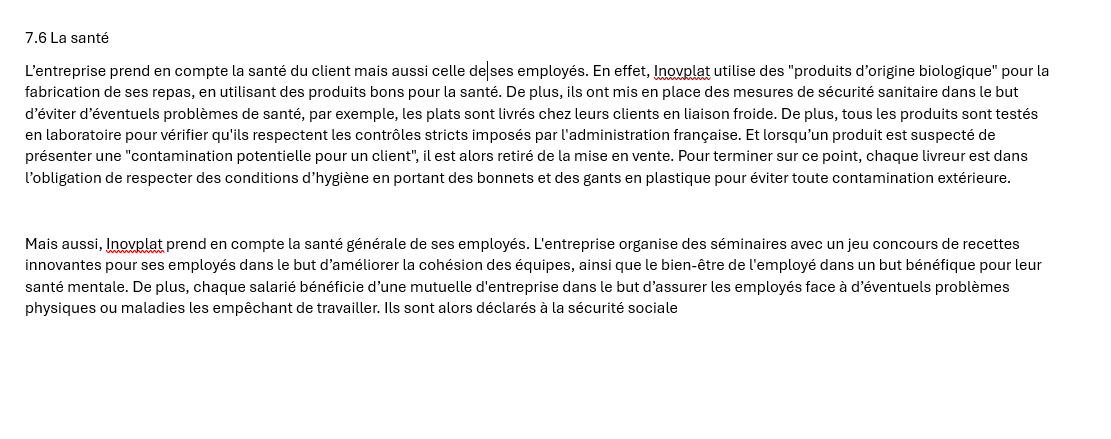 7.6 La santé
L’entreprise prend en compte la santé du client mais aussi celle de ses employés. En effet, Inovplat utilise des "produits d’origine biologique" pour la
fabrication de ses repas, en utilisant des produits bons pour la santé. De plus, ils ont mis en place des mesures de sécurité sanitaire dans le but
d’éviter d’éventuels problèmes de santé, par exemple, les plats sont livrés chez leurs clients en liaison froide. De plus, tous les produits sont testés
en laboratoire pour vérifier qu'ils respectent les contrôles stricts imposés par l'administration française. Et lorsqu’un produit est suspecté de
présenter une "contamination potentielle pour un client", il est alors retiré de la mise en vente. Pour terminer sur ce point, chaque livreur est dans
l’obligation de respecter des conditions d’hygiène en portant des bonnets et des gants en plastique pour éviter toute contamination extérieure.
Mais aussi, Inovplat prend en compte la santé générale de ses employés. L'entreprise organise des séminaires avec un jeu concours de recettes
innovantes pour ses employés dans le but d’améliorer la cohésion des équipes, ainsi que le bien-être de l'employé dans un but bénéfique pour leur
santé mentale. De plus, chaque salarié bénéficie d’une mutuelle d'entreprise dans le but d’assurer les employés face à d’éventuels problèmes
physiques ou maladies les empêchant de travailler. Ils sont alors déclarés à la sécurité sociale